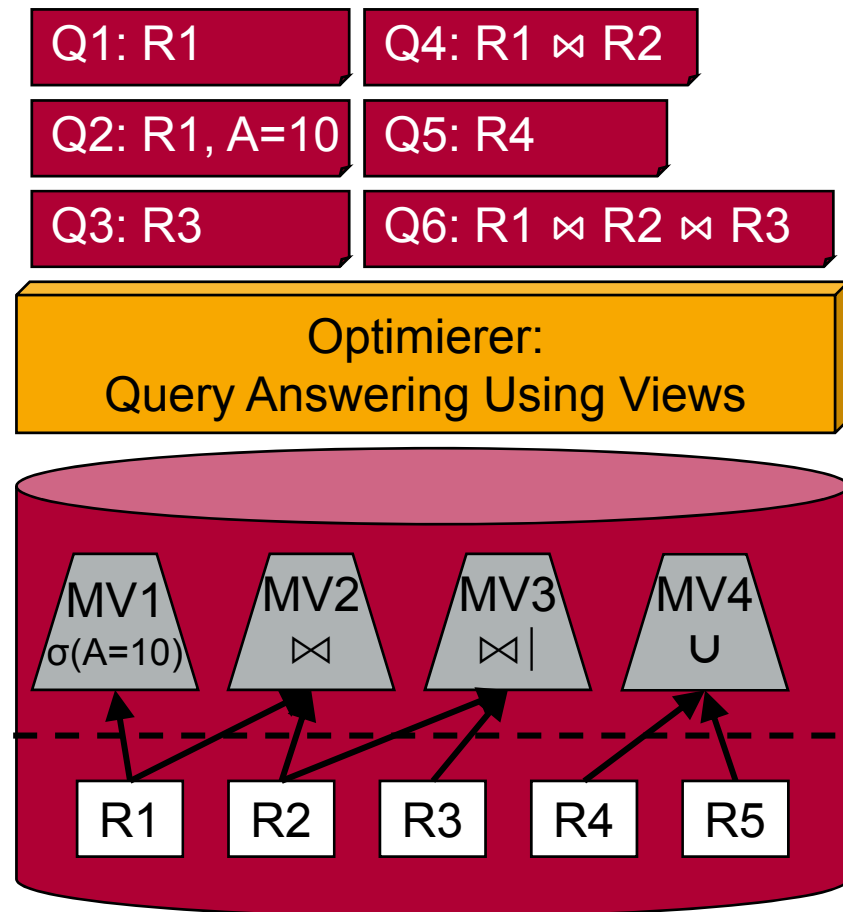 Q1: R1
Q4: R1 ⋈ R2
Q2: R1, A=10
Q5: R4
Q3: R3
Q6: R1 ⋈ R2 ⋈ R3
Optimierer:
Query Answering Using Views
MV1
σ(A=10)
MV2
⋈
MV3
⋈|
MV4
∪
R1
R2
R3
R4
R5